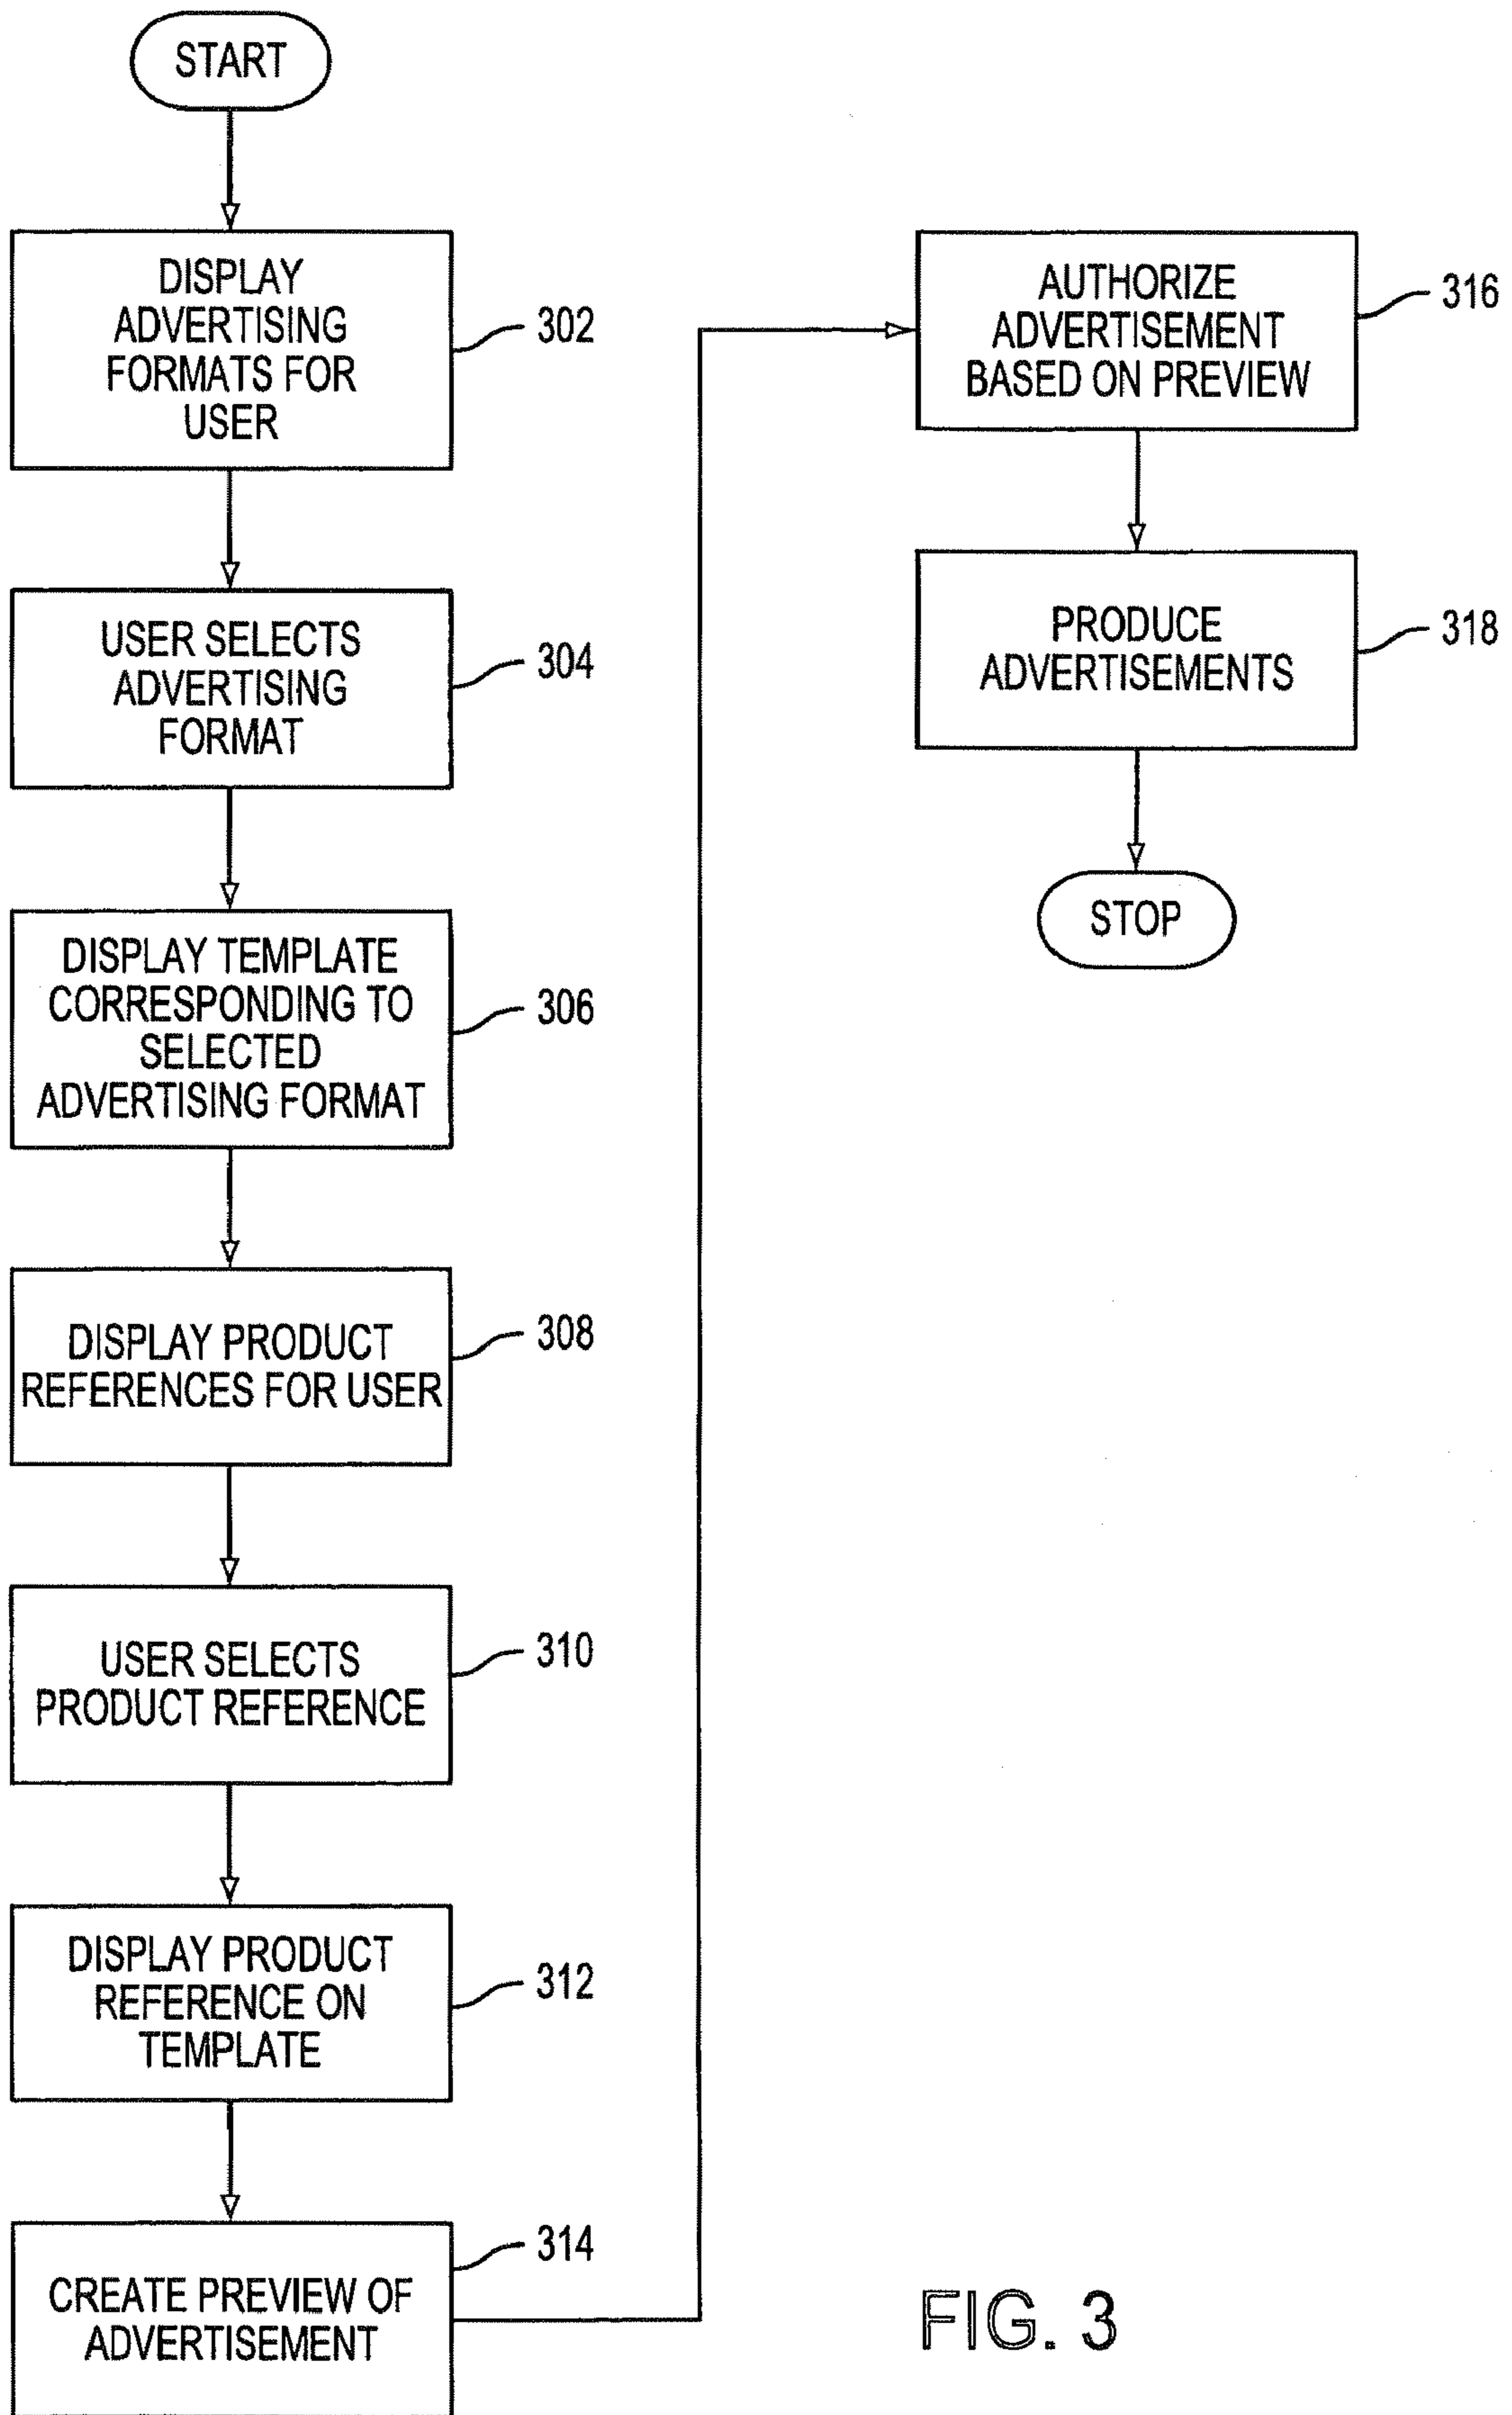 START
DISPLAY
ADVERTISING
FORMATS FOR
USER
302
USER SELECTS
ADVERTISING
FORMAT
304
DISPLAY TEMPLATE
CORRESPONDING TO
SELECTED
ADVERTISING FORMAT
306
DISPLAY PRODUCT
REFERENCES FOR USER
308
USER SELECTS
PRODUCT REFERENCE
310
DISPLAY PRODUCT
REFERENCE ON
TEMPLATE
312
CREATE PREVIEW OF
ADVERTISEMENT
314
AUTHORIZE
ADVERTISEMENT
BASED ON PREVIEW
316
PRODUCE
ADVERTISEMENTS
318
STOP
FIG. 3